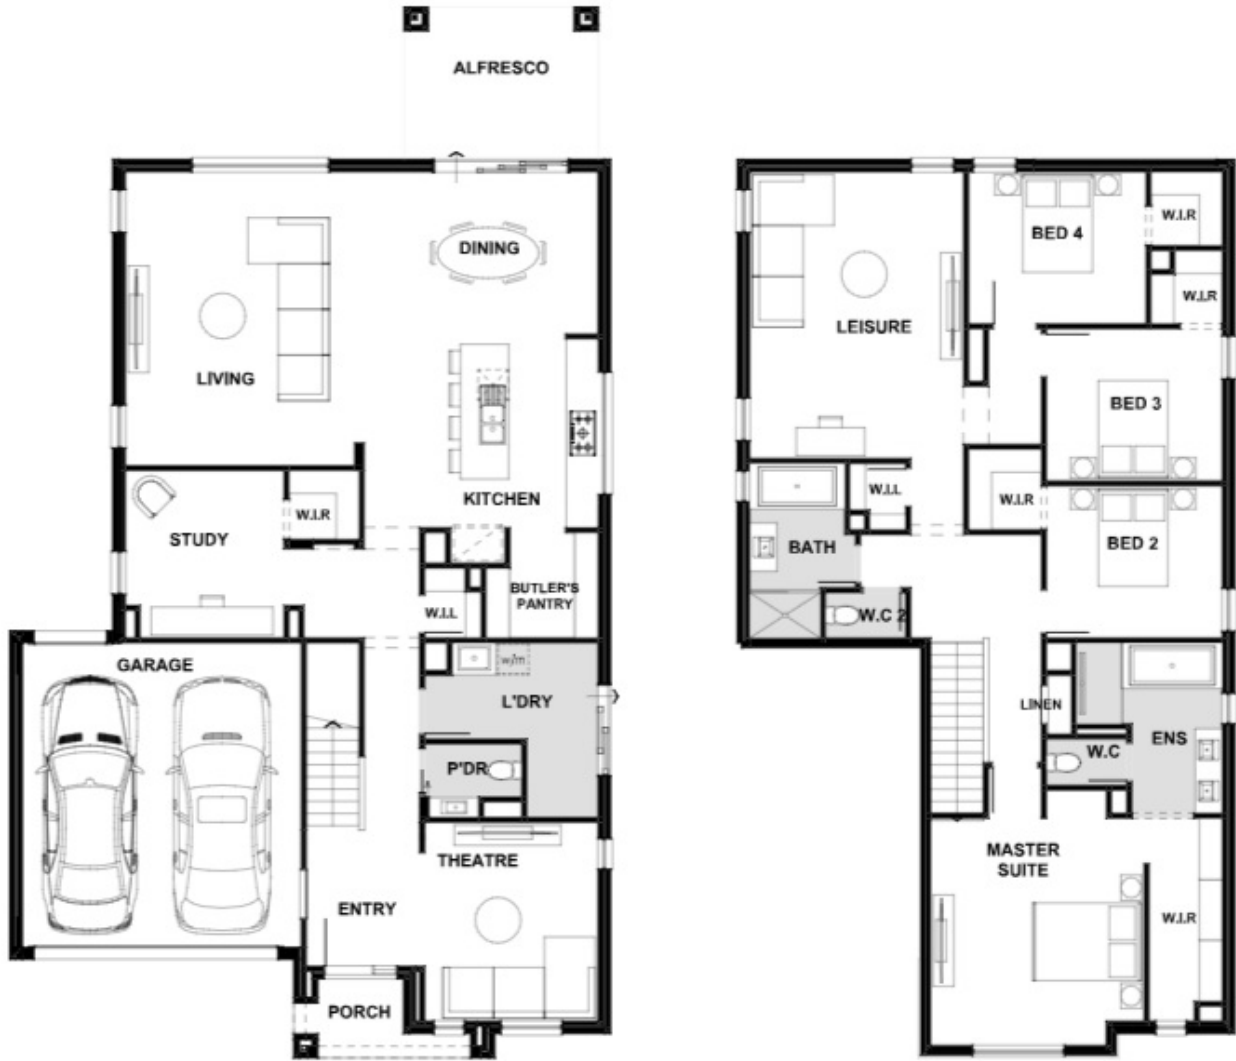 ALFRESCO
DINING
LIVING
KITCHEN
W.I.R
STUDY
BUTLER'S
PANTRY
W.I.L
GARAGE
w/m
L'DRY
P'DR
THEATRE
ENTRY
PORCH
W.I.R
BED 4
W.I.R
LEISURE
BED 3
W.I.L
W.I.R
BATH
BED 2
W.C 2
LINEN
ENS
W.C
MASTER
SUITE
W.I.R